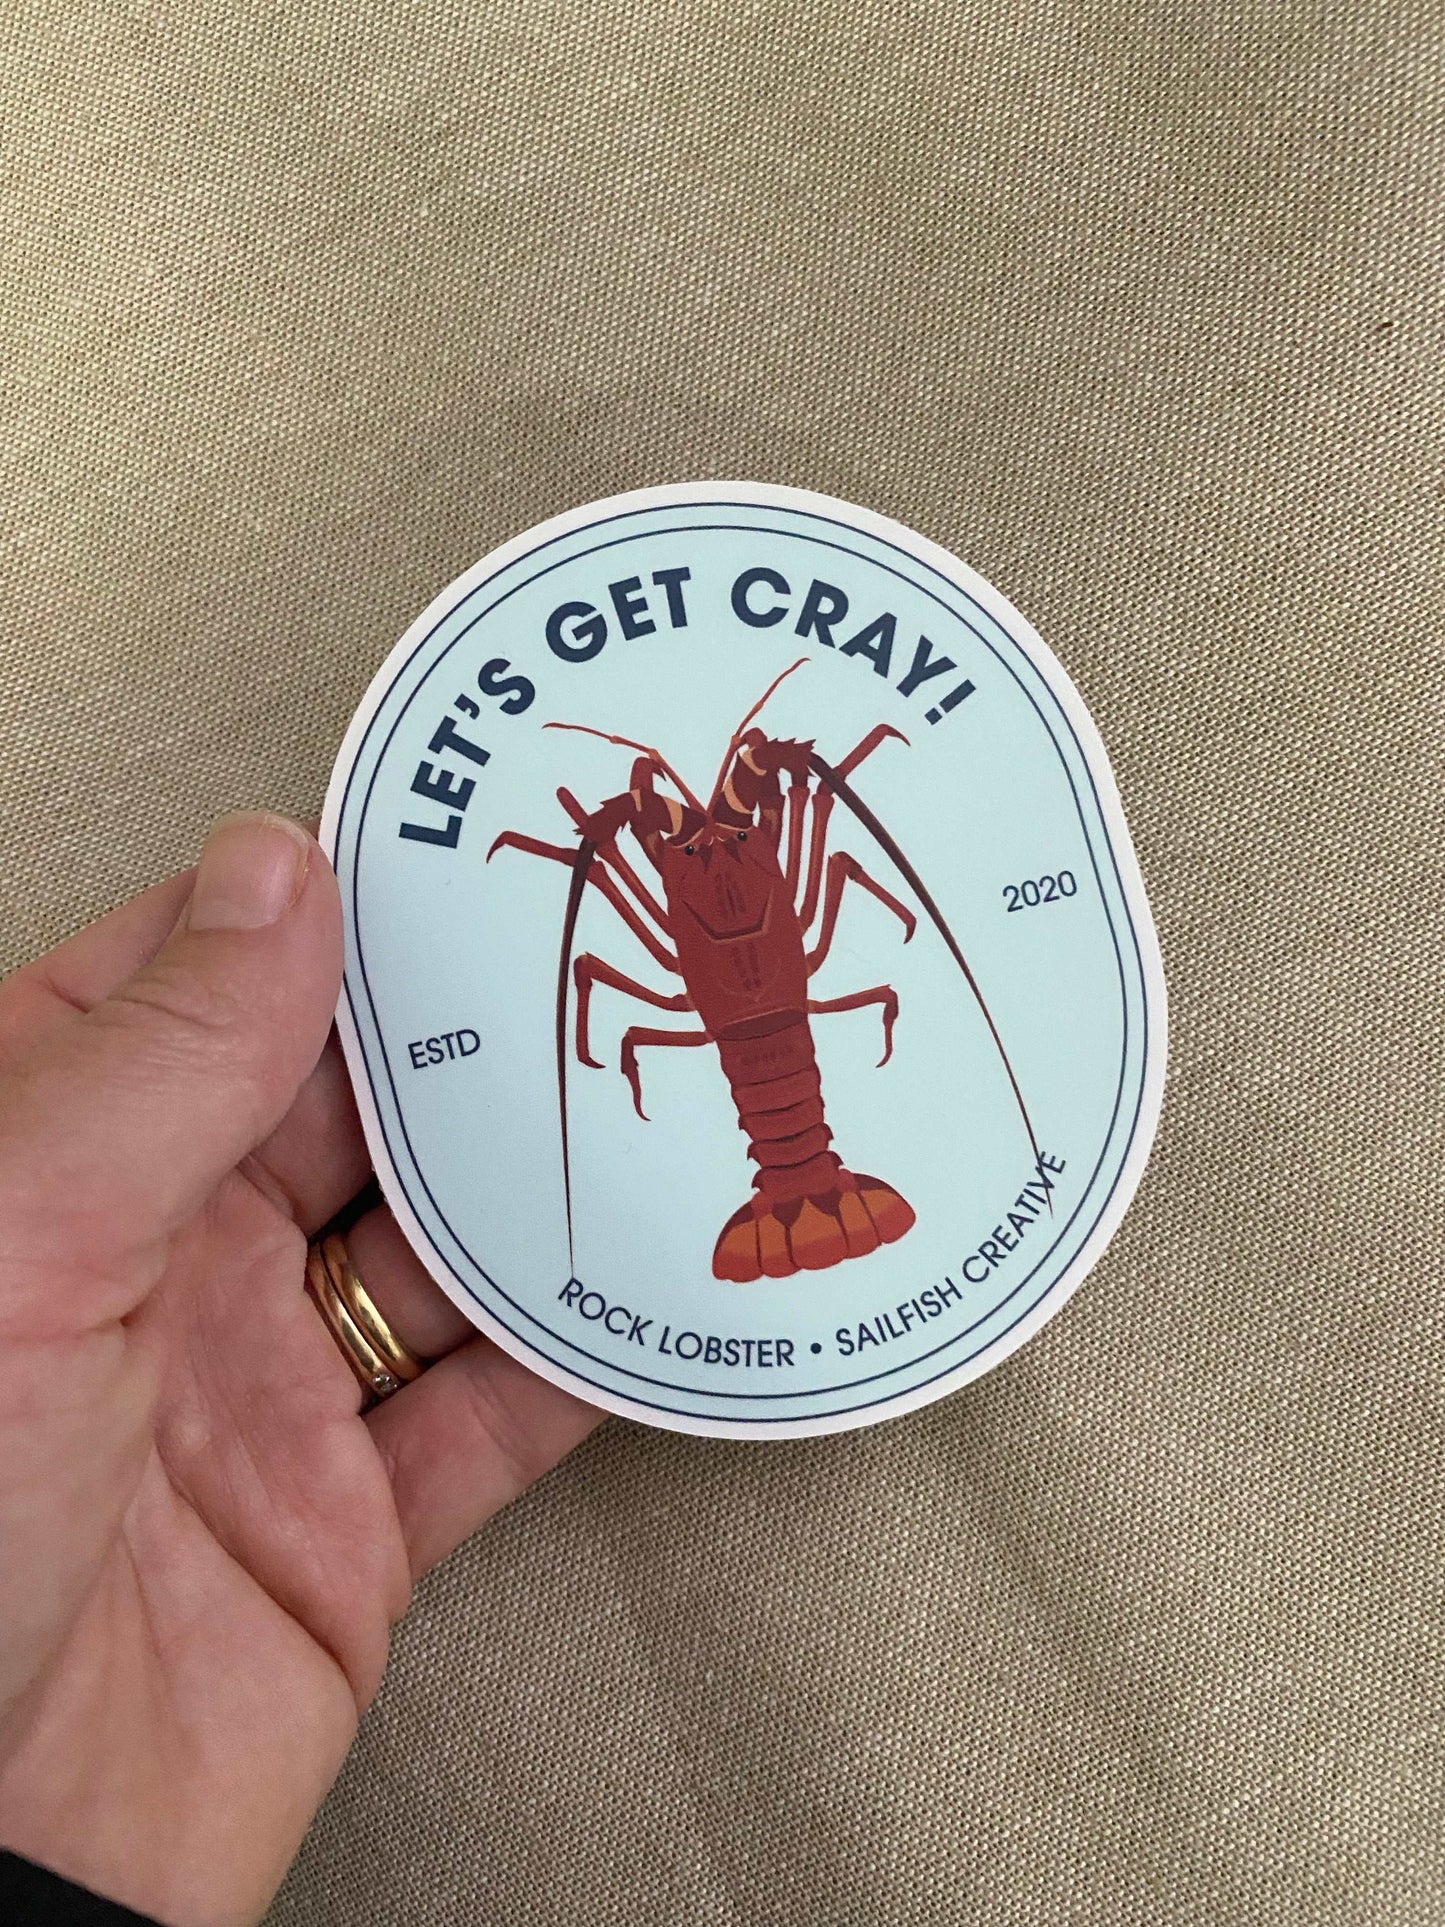 LET'S GET CRAY!
ESTD
2020
ROCK LOBSTER • SAILFISH CREATIVE